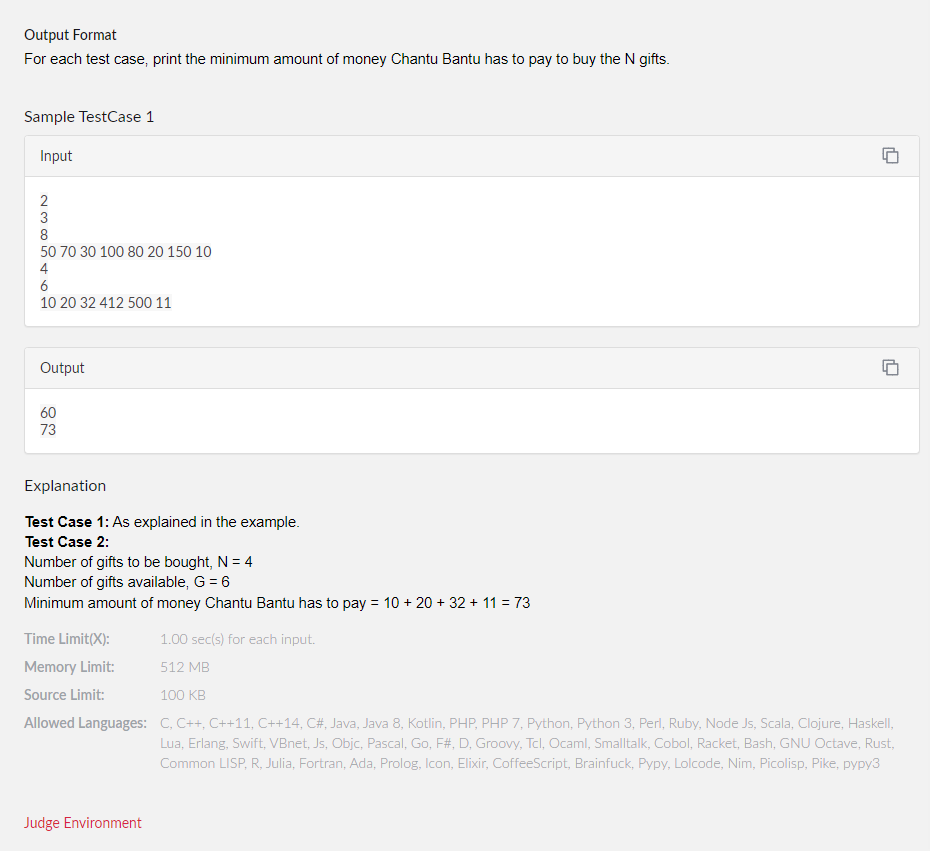 Output Format
For each test case, print the minimum amount of money Chantu Bantu has to pay to buy the N gifts.
Sample TestCase 1
Input
2
3
8
50 70 30 100 80 20 150 10
4
6
10 20 32 412 500 11
Output
60
73
Explanation
Test Case 1: As explained in the example.
Test Case 2:
Number of gifts to be bought, N = 4
Number of gifts available, G = 6
Minimum amount of money Chantu Bantu has to pay = 10 + 20 + 32 + 11 = 73
Time Limit(X): 1.00 sec(s) for each input.
Memory Limit: 512 MB
Source Limit: 100 KB
Allowed Languages: C, C++, C++11, C++14, C#, Java, Java 8, Kotlin, PHP, PHP 7, Python, Python 3, Perl, Ruby, Node Js, Scala, Clojure, Haskell,
Lua, Erlang, Swift, VBnet, Js, Objc, Pascal, Go, F#, D, Groovy, Tcl, Ocaml, Smalltalk, Cobol, Racket, Bash, GNU Octave, Rust,
Common LISP, R, Julia, Fortran, Ada, Prolog, Icon, Elixir, CoffeeScript, Brainfuck, Pypy, Lolcode, Nim, Picolisp, Pike, pypy3
Judge Environment